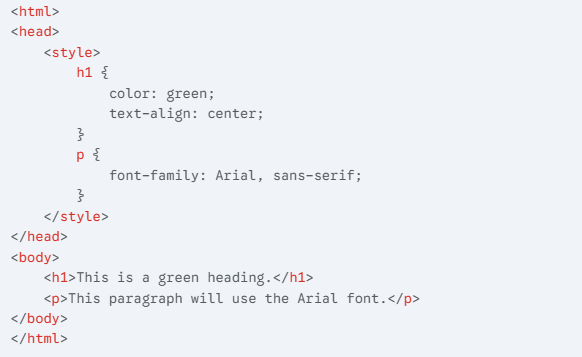 <html>
<head>
    <style>
        h1 {
            color: green;
            text-align: center;
        }
        p {
            font-family: Arial, sans-serif;
        }
    </style>
</head>
<body>
    <h1>This is a green heading.</h1>
    <p>This paragraph will use the Arial font.</p>
</body>
</html>